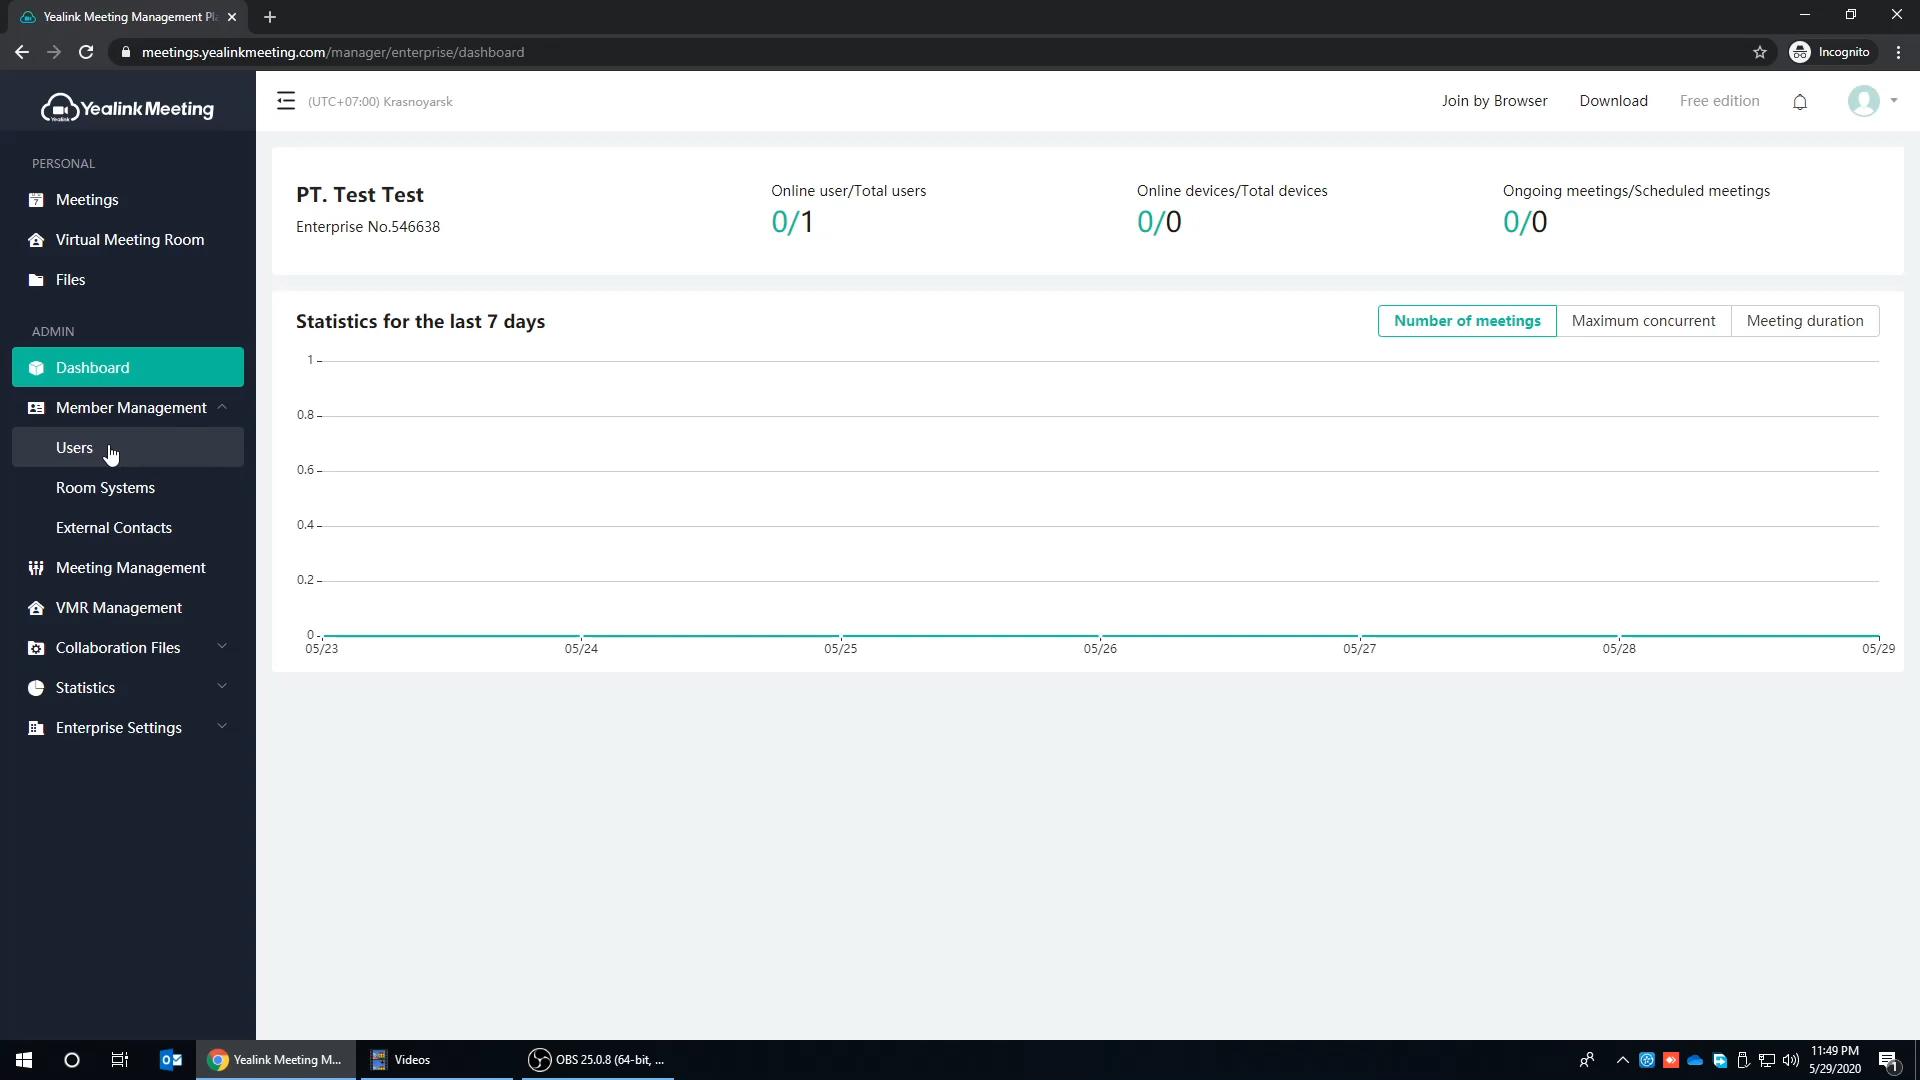 Yealink Meeting Management Pl
meetings.yealinkmeeting.com/manager/enterprise/dashboard
Incognito
Yealink Meeting
Yealink
(UTC+07:00) Krasnoyarsk
Join by Browser
Download
Free edition
PERSONAL
7
Meetings
Virtual Meeting Room
Files
ADMIN
Dashboard
Member Management
Users
Room Systems
External Contacts
Meeting Management
VMR Management
Collaboration Files
Statistics
Enterprise Settings
PT. Test Test
Enterprise No.546638
Online user/Total users
0/1
Online devices/Total devices
0/0
Ongoing meetings/Scheduled meetings
0/0
Statistics for the last 7 days
Number of meetings
Maximum concurrent
Meeting duration
1
0.8
0.6
0.4
0.2
0
05/23
05/24
05/25
05/26
05/27
05/28
05/29
Yealink Meeting M...
Videos
OBS 25.0.8 (64-bit, ...
11:49 PM
5/29/2020
1